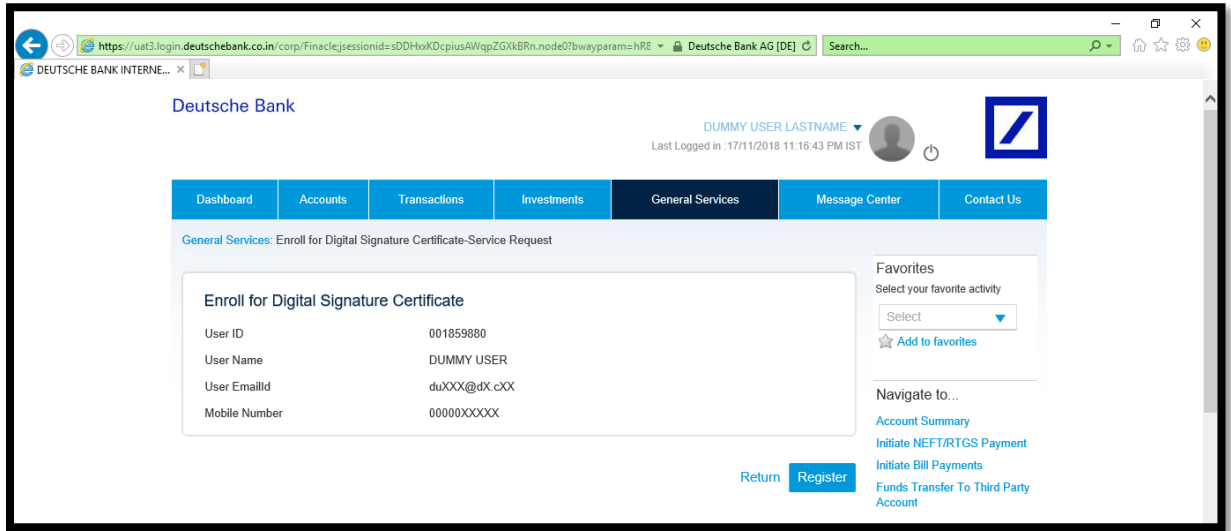 https://uat3.login.deutschebank.co.in/corp/Finacle;jsessionid=sDDHxxKDcpiusAWqpZGXkBRn.node0?bwayparam=hR8 Deutsche Bank AG [DE] Search...
DEUTSCHE BANK INTERNE...
Deutsche Bank
DUMMY USER LASTNAME
Last Logged in :17/11/2018 11:16:43 PM IST
Dashboard Accounts Transactions Investments General Services Message Center Contact Us
General Services: Enroll for Digital Signature Certificate-Service Request
Enroll for Digital Signature Certificate
User ID 001859880
User Name DUMMY USER
User EmailId duXXX@dX.cXX
Mobile Number 00000XXXXX
Return Register
Favorites
Select your favorite activity
Select
Add to favorites
Navigate to...
Account Summary
Initiate NEFT/RTGS Payment
Initiate Bill Payments
Funds Transfer To Third Party
Account